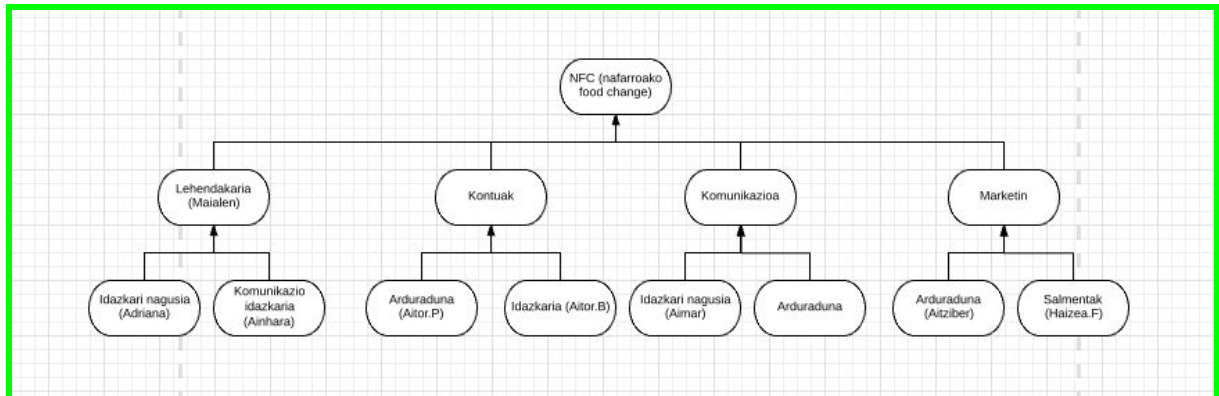 NFC (nafarroako
food change)
Lehendakaria
(Maialen)
Kontuak
Komunikazioa
Marketin
Idazkari nagusia
(Adriana)
Komunikazio
idazkaria
(Ainhara)
Arduraduna
(Aitor.P)
Idazkaria (Aitor.B)
Idazkari nagusia
(Aimar)
Arduraduna
Arduraduna
(Aitziber)
Salmentak
(Haizea.F)